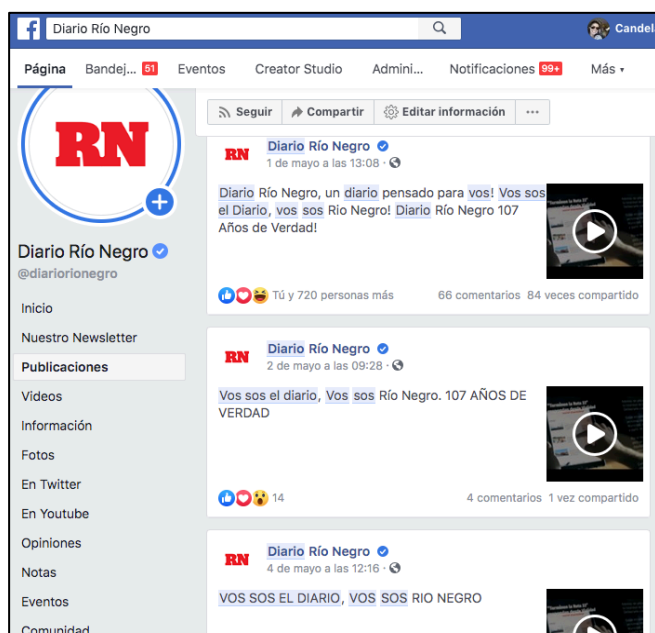 Diario Río Negro
Candel
Página Bandej... 51 Eventos Creator Studio Admini... Notificaciones 99+ Más
Seguir Compartir Editar información ...
RN
Diario Río Negro
@diariorionegro
Inicio
Nuestro Newsletter
Publicaciones
Videos
Información
Fotos
En Twitter
En Youtube
Opiniones
Notas
Eventos
Comunidad
RN
Diario Río Negro
1 de mayo a las 13:08 ·
Diario Río Negro, un diario pensado para vos! Vos sos
el Diario, vos sos Rio Negro! Diario Río Negro 107
Años de Verdad!
Tú y 720 personas más 66 comentarios 84 veces compartido
RN
Diario Río Negro
2 de mayo a las 09:28 ·
Vos sos el diario, Vos sos Río Negro. 107 AÑOS DE
VERDAD
14 4 comentarios 1 vez compartido
RN
Diario Río Negro
4 de mayo a las 12:16 ·
VOS SOS EL DIARIO, VOS SOS RIO NEGRO